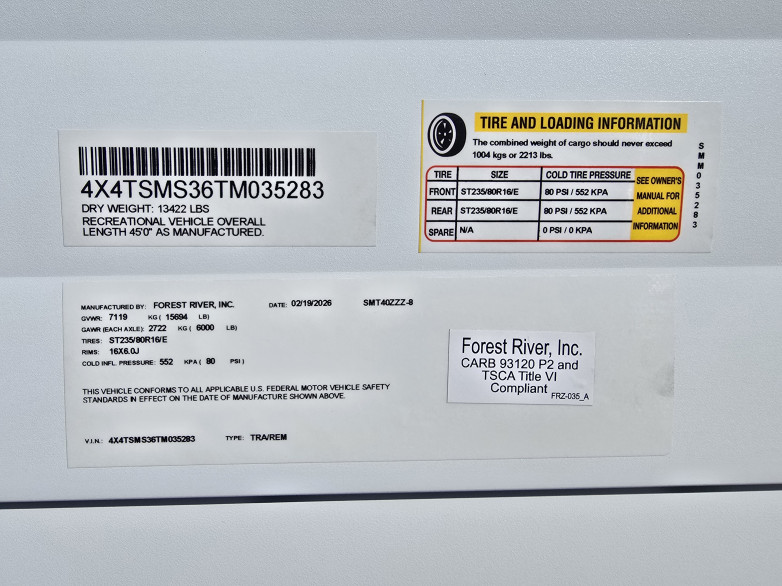 4X4TSMS36TM035283
DRY WEIGHT: 13422 LBS
RECREATIONAL VEHICLE OVERALL
LENGTH 45'0" AS MANUFACTURED.
TIRE AND LOADING INFORMATION
The combined weight of cargo should never exceed
1004 kgs or 2213 lbs.
TIRE SIZE COLD TIRE PRESSURE
FRONT ST235/80R16/E 80 PSI / 552 KPA
REAR ST235/80R16/E 80 PSI / 552 KPA
SPARE N/A 0 PSI / 0 KPA
SEE OWNER'S
MANUAL FOR
ADDITIONAL
INFORMATION
SMM035283
MANUFACTURED BY: FOREST RIVER, INC. DATE: 02/19/2026 SMT40ZZZ-8
GVWR: 7119 KG ( 15694 LB)
GAWR (EACH AXLE): 2722 KG ( 6000 LB)
TIRES: ST235/80R16/E
RIMS: 16X6.0J
COLD INFL. PRESSURE: 552 KPA ( 80 PSI )
THIS VEHICLE CONFORMS TO ALL APPLICABLE U.S. FEDERAL MOTOR VEHICLE SAFETY
STANDARDS IN EFFECT ON THE DATE OF MANUFACTURE SHOWN ABOVE.
V.I.N.: 4X4TSMS36TM035283 TYPE: TRA/REM
Forest River, Inc.
CARB 93120 P2 and
TSCA Title VI
Compliant
FRZ-035_A